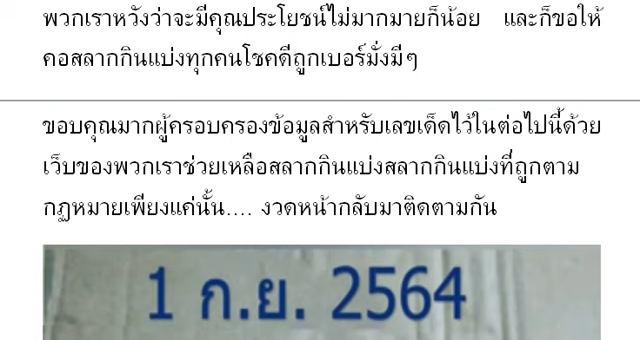 พวกเราหวังว่าจะมีคุณประโยชน์ไม่มากมายก็น้อย และก็ขอให้
คอสลากกินแบ่งทุกคนโชคดีถูกเบอร์มั่งมีๆ
ขอบคุณมากผู้ครอบครองข้อมูลสำหรับเลขเด็ดไว้ในต่อไปนี้ด้วย
เว็บของพวกเราช่วยเหลือสลากกินแบ่งสลากกินแบ่งที่ถูกตาม
กฏหมายเพียงแค่นั้น.... งวดหน้ากลับมาติดตามกัน
1 ก.ย. 2564